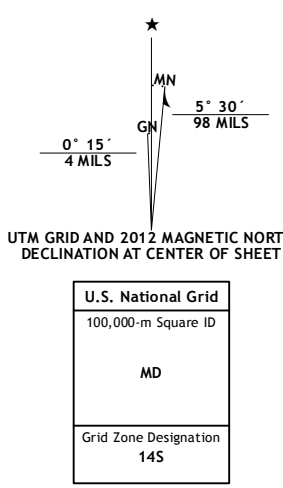 MN
5° 30´
98 MILS
GN
0° 15´
4 MILS
UTM GRID AND 2012 MAGNETIC NORT
DECLINATION AT CENTER OF SHEET
U.S. National Grid
100,000-m Square ID
MD
Grid Zone Designation
14S